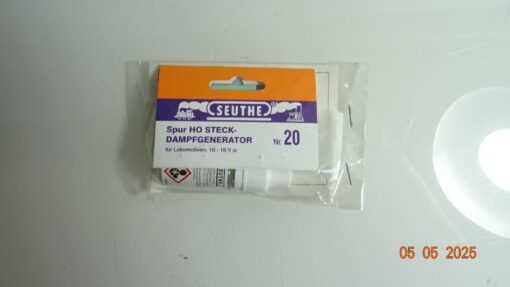 SEUTHE
Spur HO STECK-
DAMPFGENERATOR
für Lokomotiven, 10 - 16 V
Nr. 20
05 05 2025